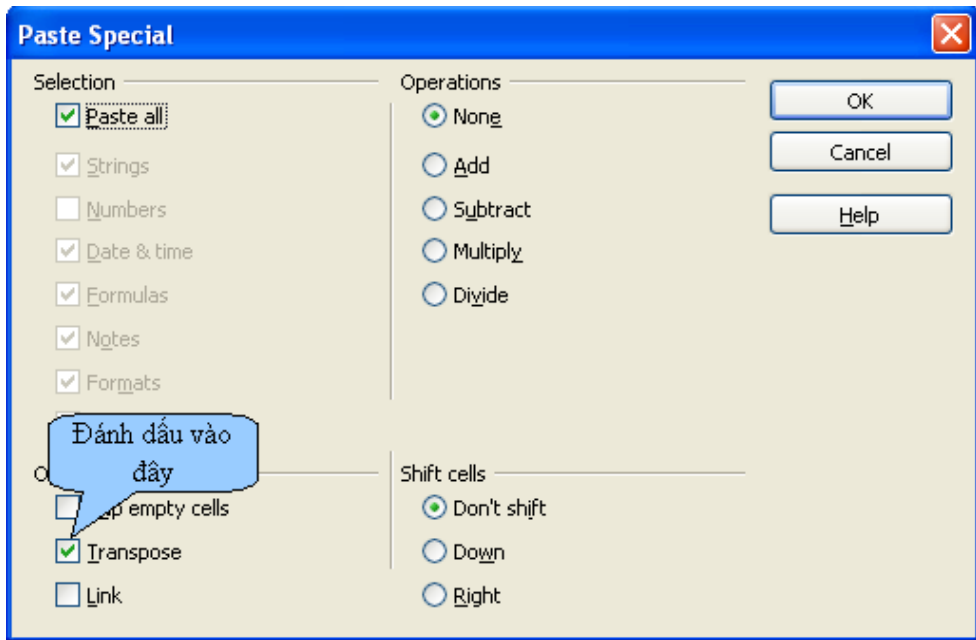 Paste Special
Selection
Paste all
Strings
Numbers
Date & time
Formulas
Notes
Formats
Đánh dấu vào
đây
empty cells
Transpose
Link
Operations
None
Add
Subtract
Multiply
Divide
Shift cells
Don't shift
Down
Right
OK
Cancel
Help